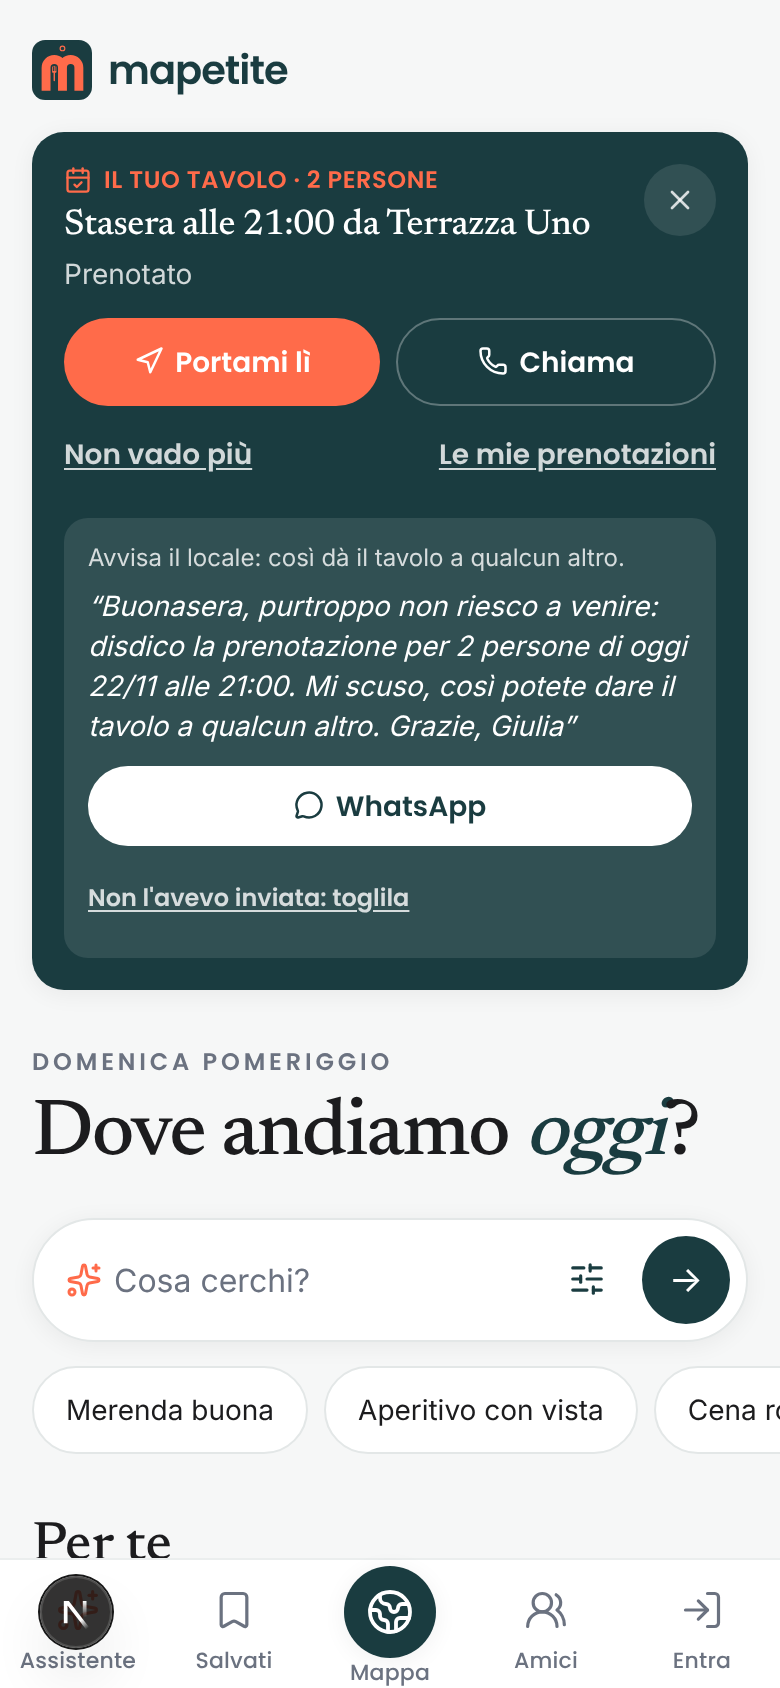 mapetite
IL TUO TAVOLO · 2 PERSONE
Stasera alle 21:00 da Terrazza Uno
Prenotato
Portami lì
Chiama
Non vado più
Le mie prenotazioni
Avvisa il locale: così dà il tavolo a qualcun altro.
“Buonasera, purtroppo non riesco a venire:
disdico la prenotazione per 2 persone di oggi
22/11 alle 21:00. Mi scuso, così potete dare il
tavolo a qualcun altro. Grazie, Giulia”
WhatsApp
Non l'avevo inviata: toglila
DOMENICA POMERIGGIO
Dove andiamo oggi?
Cosa cerchi?
Merenda buona
Aperitivo con vista
Cena
Per te
N
Assistente
Salvati
Mappa
Amici
Entra